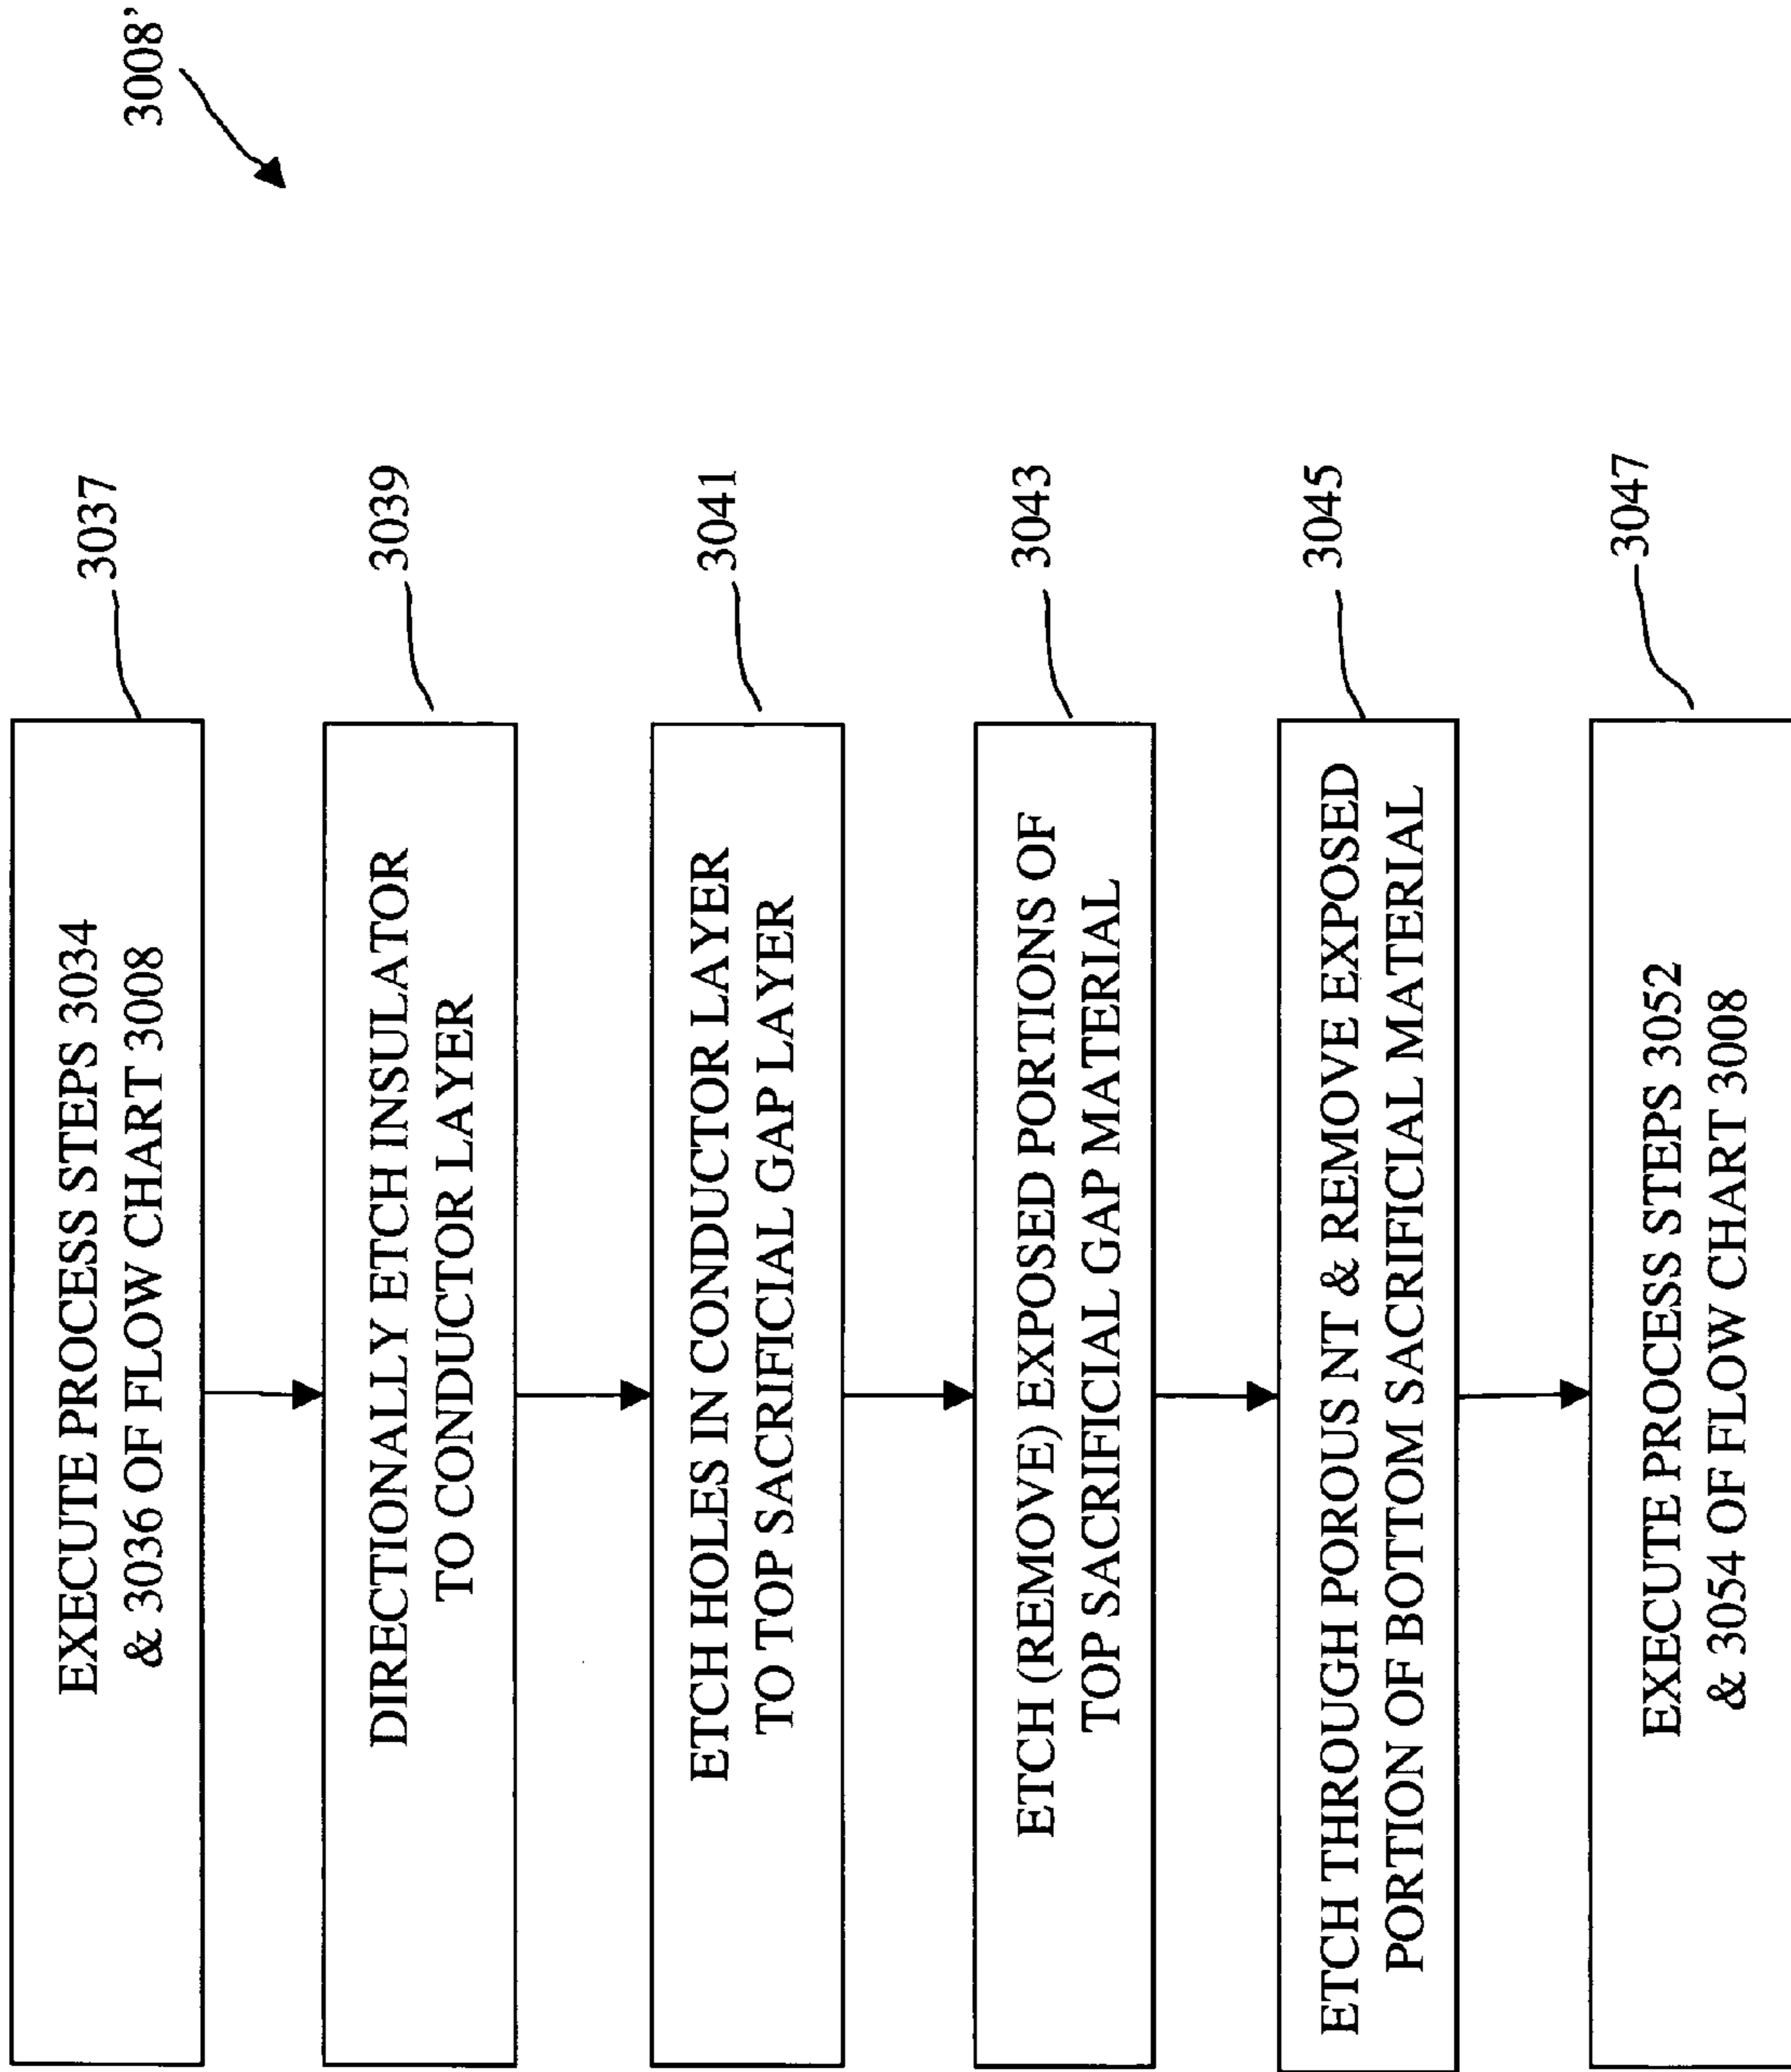 3008'
EXECUTE PROCESS STEPS 3034
& 3036 OF FLOW CHART 3008
3037
DIRECTIONALLY ETCH INSULATOR
TO CONDUCTOR LAYER
3039
ETCH HOLES IN CONDUCTOR LAYER
TO TOP SACRIFICIAL GAP LAYER
3041
ETCH (REMOVE) EXPOSED PORTIONS OF
TOP SACRIFICIAL GAP MATERIAL
3043
ETCH THROUGH POROUS NT & REMOVE EXPOSED
PORTION OF BOTTOM SACRIFICIAL MATERIAL
3045
EXECUTE PROCESS STEPS 3052
& 3054 OF FLOW CHART 3008
3047